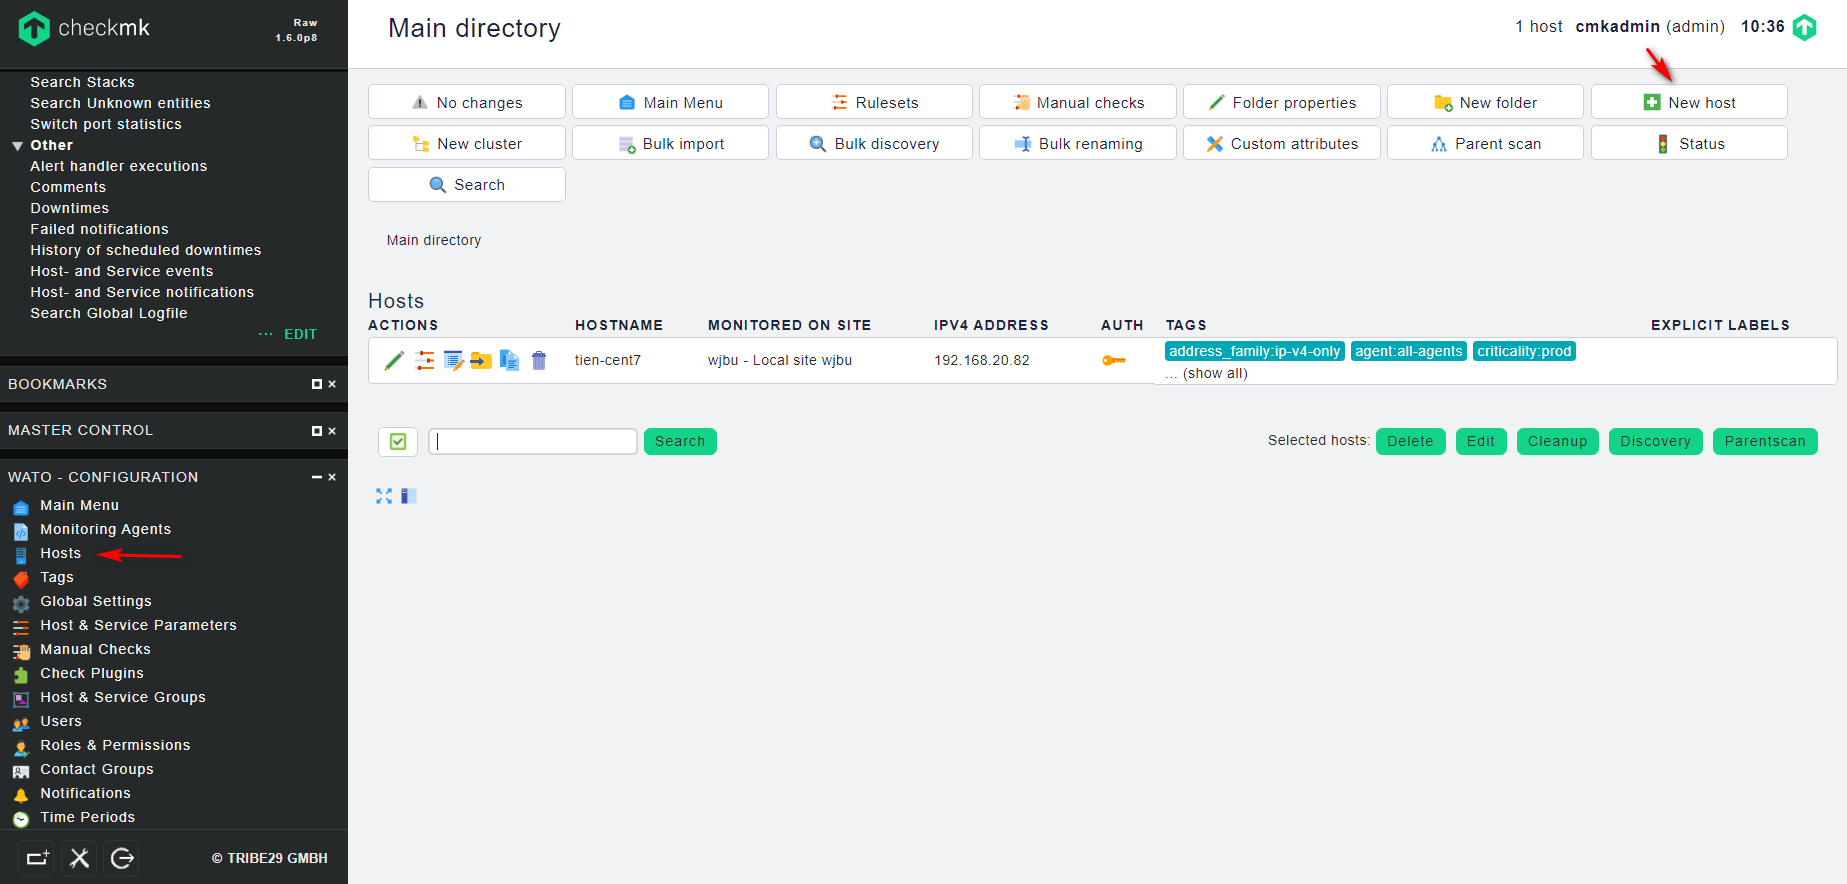 checkmk
Raw
1.6.0p8
Search Stacks
Search Unknown entities
Switch port statistics
Other
Alert handler executions
Comments
Downtimes
Failed notifications
History of scheduled downtimes
Host- and Service events
Host- and Service notifications
Search Global Logfile
... EDIT
BOOKMARKS
MASTER CONTROL
WATO - CONFIGURATION
Main Menu
Monitoring Agents
Hosts
Tags
Global Settings
Host & Service Parameters
Manual Checks
Check Plugins
Host & Service Groups
Users
Roles & Permissions
Contact Groups
Notifications
Time Periods
© TRIBE29 GMBH
Main directory
1 host cmkadmin (admin) 10:36
No changes Main Menu Rulesets Manual checks Folder properties New folder New host
New cluster Bulk import Bulk discovery Bulk renaming Custom attributes Parent scan Status
Search
Main directory
Hosts
ACTIONS HOSTNAME MONITORED ON SITE IPV4 ADDRESS AUTH TAGS EXPLICIT LABELS
tien-cent7 wjbu - Local site wjbu 192.168.20.82 address_family:ip-v4-only agent:all-agents criticality:prod
... (show all)
Search Selected hosts: Delete Edit Cleanup Discovery Parentscan